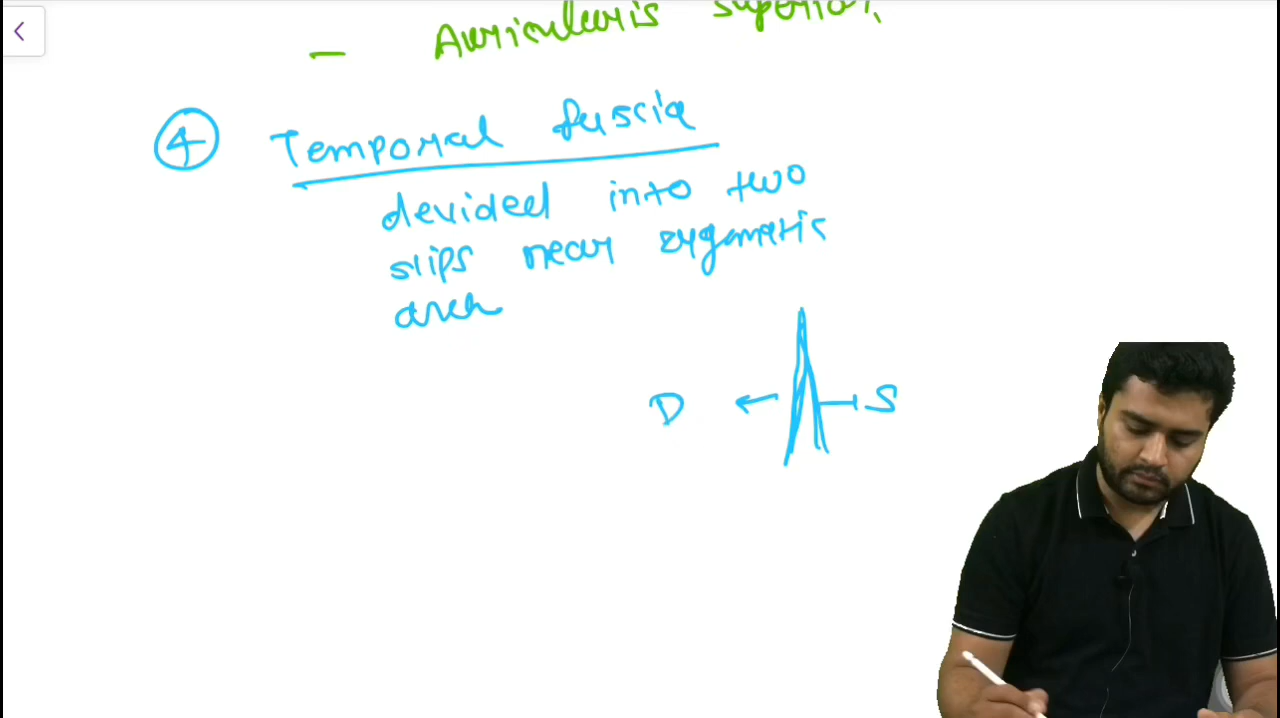 - Auricularis superior.
4 Temporal fascia
devided into two
slips near zygomatic
arch
D S